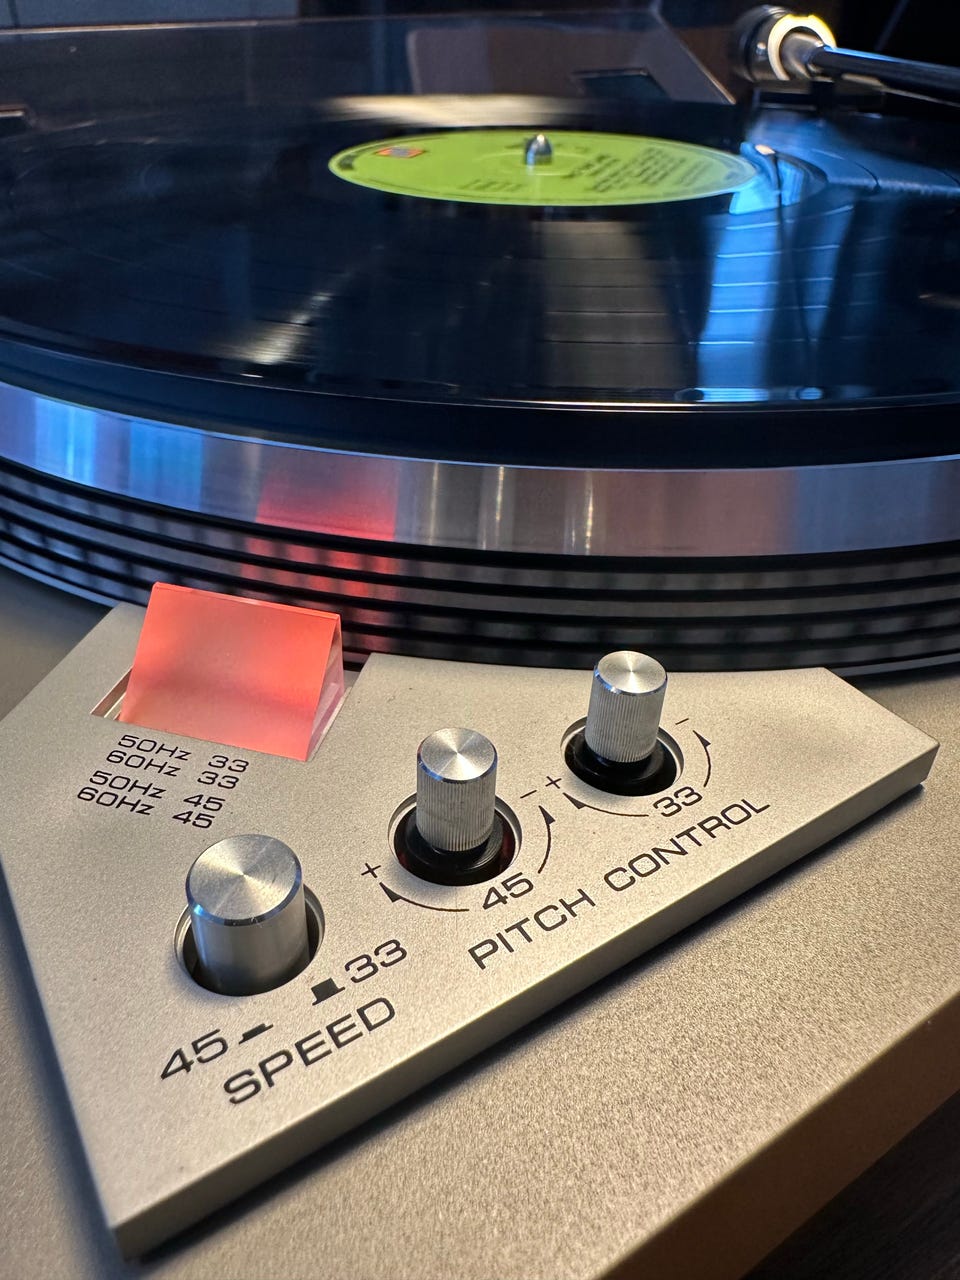 50Hz 33
60Hz 33
50Hz 45
60Hz 45
+ −
33
+ −
45
PITCH CONTROL
45 33
SPEED